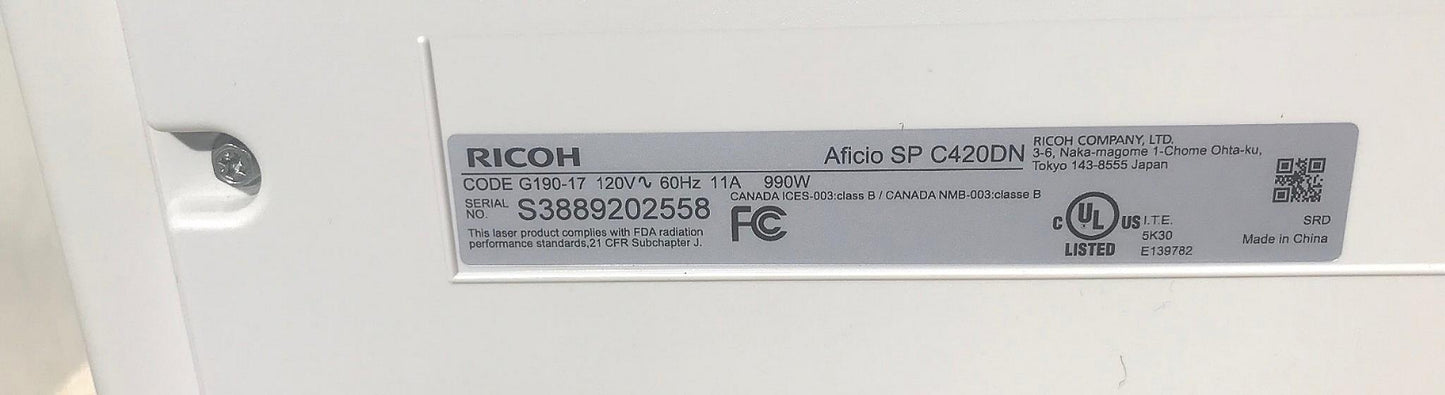 RICOH
Aficio SP C420DN
RICOH COMPANY, LTD.
3-6, Naka-magome 1-Chome Ohta-ku,
Tokyo 143-8555 Japan
CODE G190-17 120V∿ 60Hz 11A 990W
SERIAL NO. S3889202558
CANADA ICES-003:class B / CANADA NMB-003:classe B
FC
This laser product complies with FDA radiation
performance standards,21 CFR Subchapter J.
C UL US
LISTED
I.T.E.
5K30
E139782
SRD
Made in China